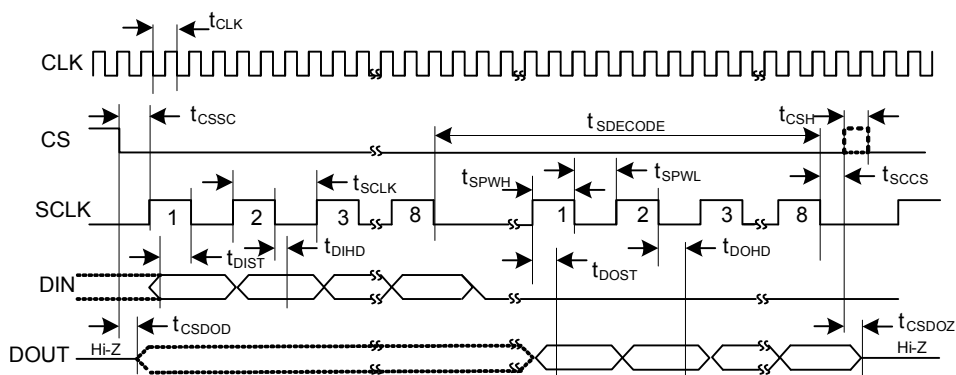 tCLK
CLK
tCSSC
tCSH
CS
tSDECODE
tSCLK
tSPWH
tSPWL
tSCCS
SCLK
1 2 3 8 1 2 3 8
tDIST
tDIHD
tDOST
tDOHD
DIN
tCSDOD
tCSDOZ
DOUT
Hi-Z
Hi-Z